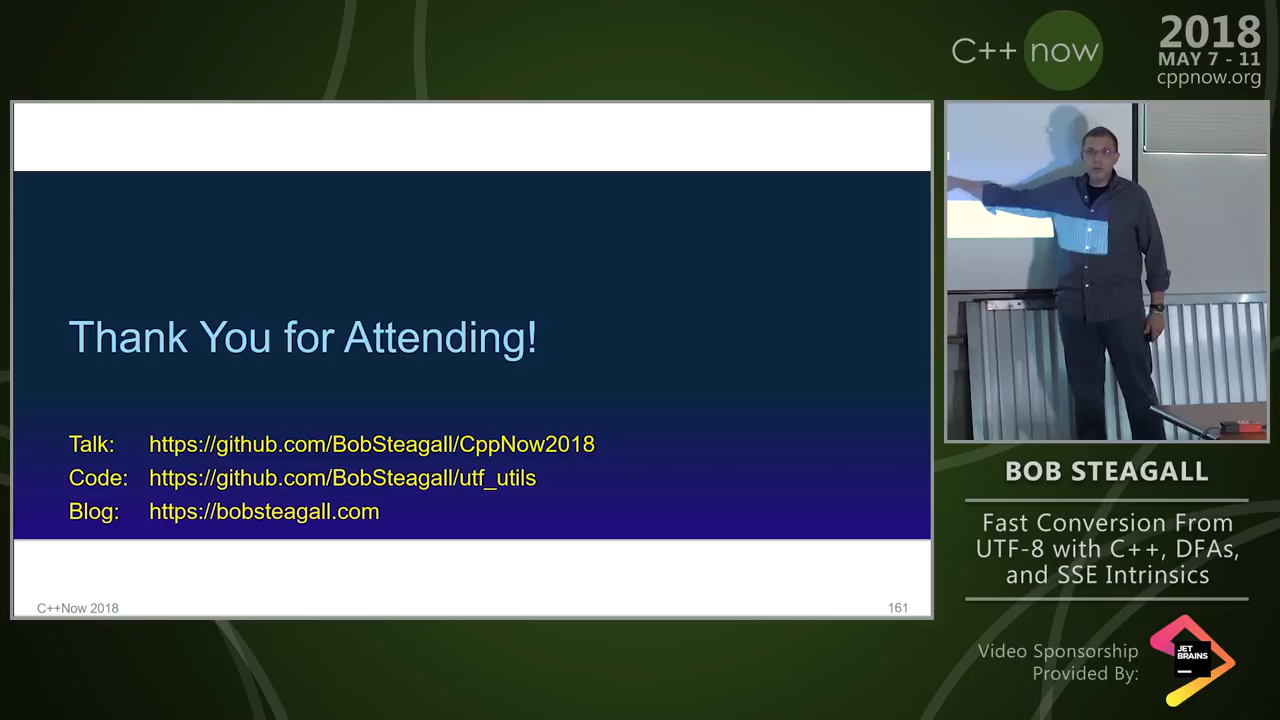 C++ now
2018
MAY 7 - 11
cppnow.org
Thank You for Attending!
Talk: https://github.com/BobSteagall/CppNow2018
Code: https://github.com/BobSteagall/utf_utils
Blog: https://bobsteagall.com
C++Now 2018
161
BOB STEAGALL
Fast Conversion From
UTF-8 with C++, DFAs,
and SSE Intrinsics
Video Sponsorship
Provided By:
JET
BRAINS